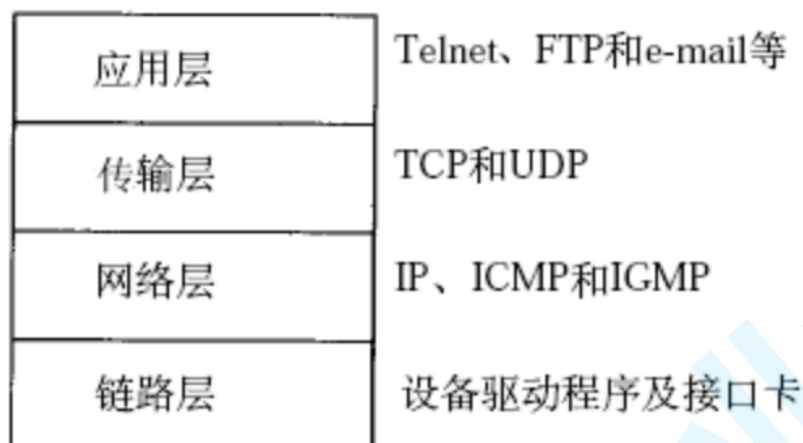 应用层 Telnet、FTP和e-mail等
传输层 TCP和UDP
网络层 IP、ICMP和IGMP
链路层 设备驱动程序及接口卡